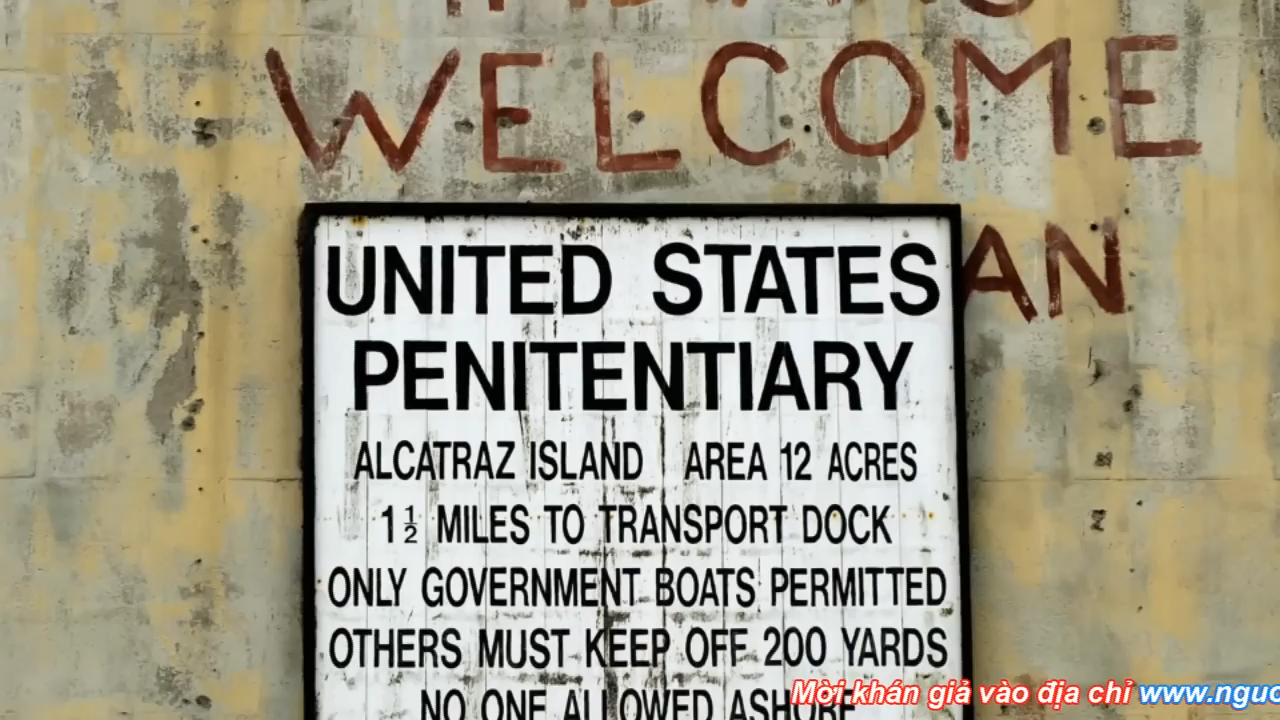 WELCOME
UNITED STATES
AN
PENITENTIARY
ALCATRAZ ISLAND AREA 12 ACRES
1½ MILES TO TRANSPORT DOCK
ONLY GOVERNMENT BOATS PERMITTED
OTHERS MUST KEEP OFF 200 YARDS
NO ONE ALLOWED ASHORE
Mời khán giả vào địa chỉ www.nguo